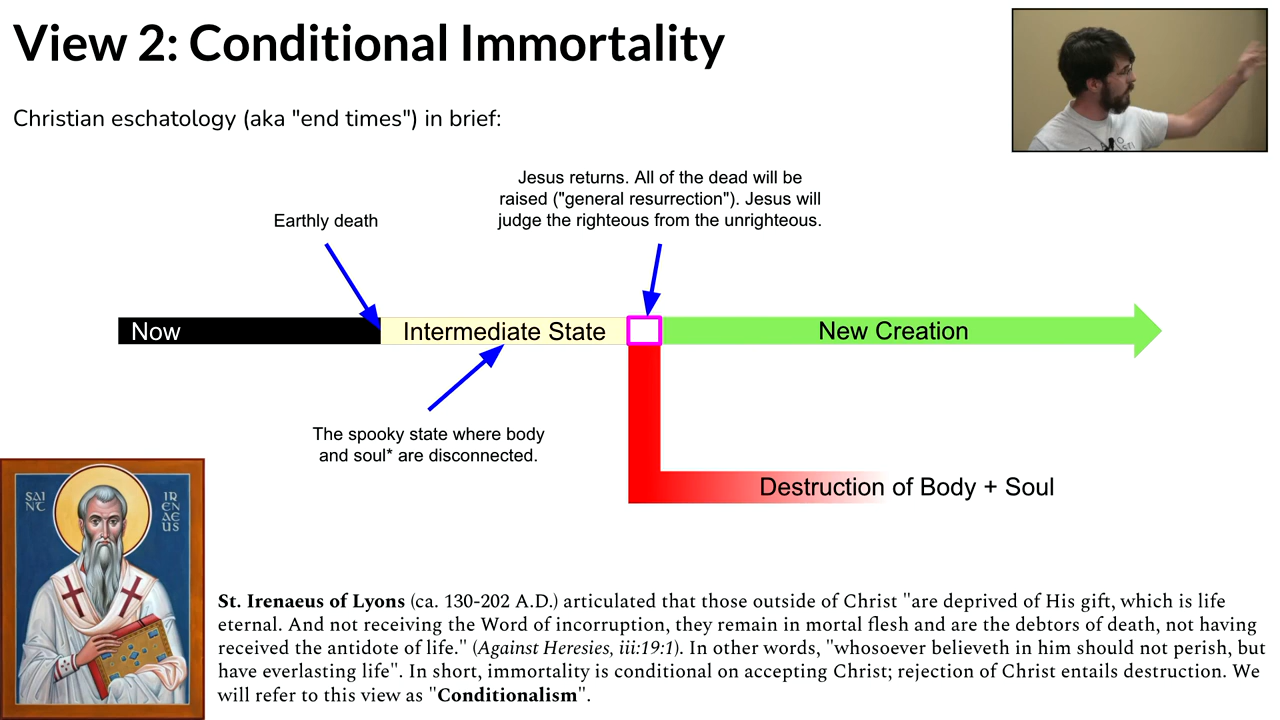 View 2: Conditional Immortality
Christian eschatology (aka "end times") in brief:
Jesus returns. All of the dead will be
raised ("general resurrection"). Jesus will
judge the righteous from the unrighteous.
Earthly death
Now
Intermediate State
New Creation
The spooky state where body
and soul* are disconnected.
Destruction of Body + Soul
SAI
NT
IR
EN
AE
US
St. Irenaeus of Lyons (ca. 130-202 A.D.) articulated that those outside of Christ "are deprived of His gift, which is life
eternal. And not receiving the Word of incorruption, they remain in mortal flesh and are the debtors of death, not having
received the antidote of life." (Against Heresies, iii:19:1). In other words, "whosoever believeth in him should not perish, but
have everlasting life". In short, immortality is conditional on accepting Christ; rejection of Christ entails destruction. We
will refer to this view as "Conditionalism".